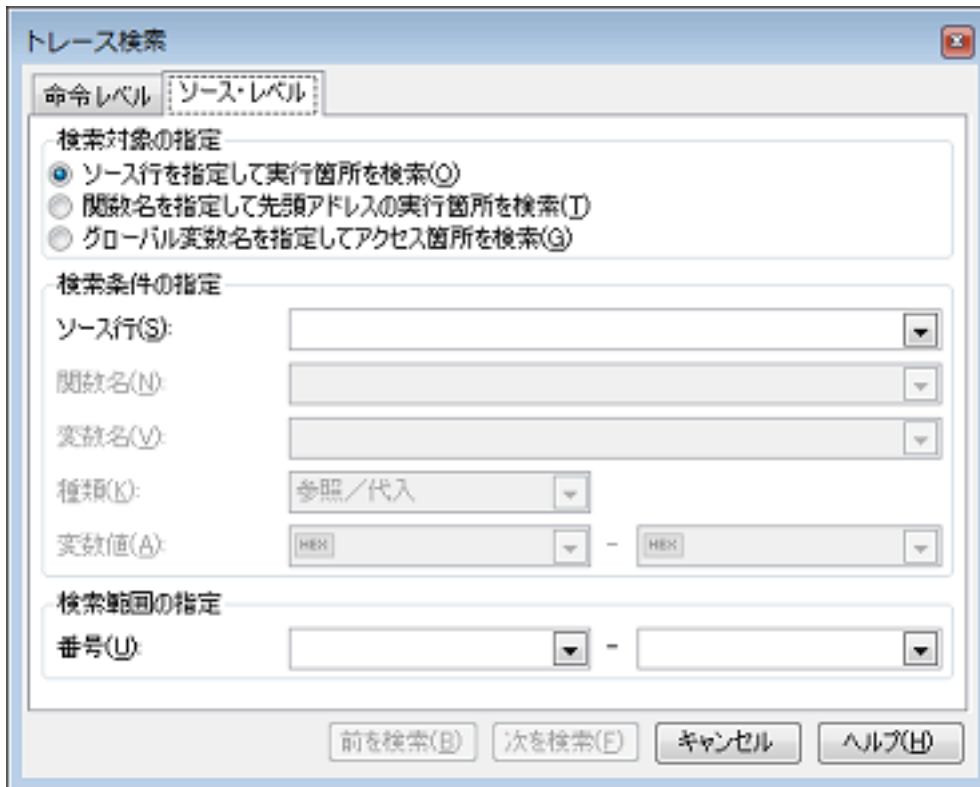 トレース検索
命令レベル ソース・レベル
検索対象の指定
ソース行を指定して実行箇所を検索(O)
関数名を指定して先頭アドレスの実行箇所を検索(T)
グローバル変数名を指定してアクセス箇所を検索(G)
検索条件の指定
ソース行(S):
関数名(N):
変数名(V):
種類(K): 参照／代入
変数値(A): HEX - HEX
検索範囲の指定
番号(U): -
前を検索(B) 次を検索(F) キャンセル ヘルプ(H)